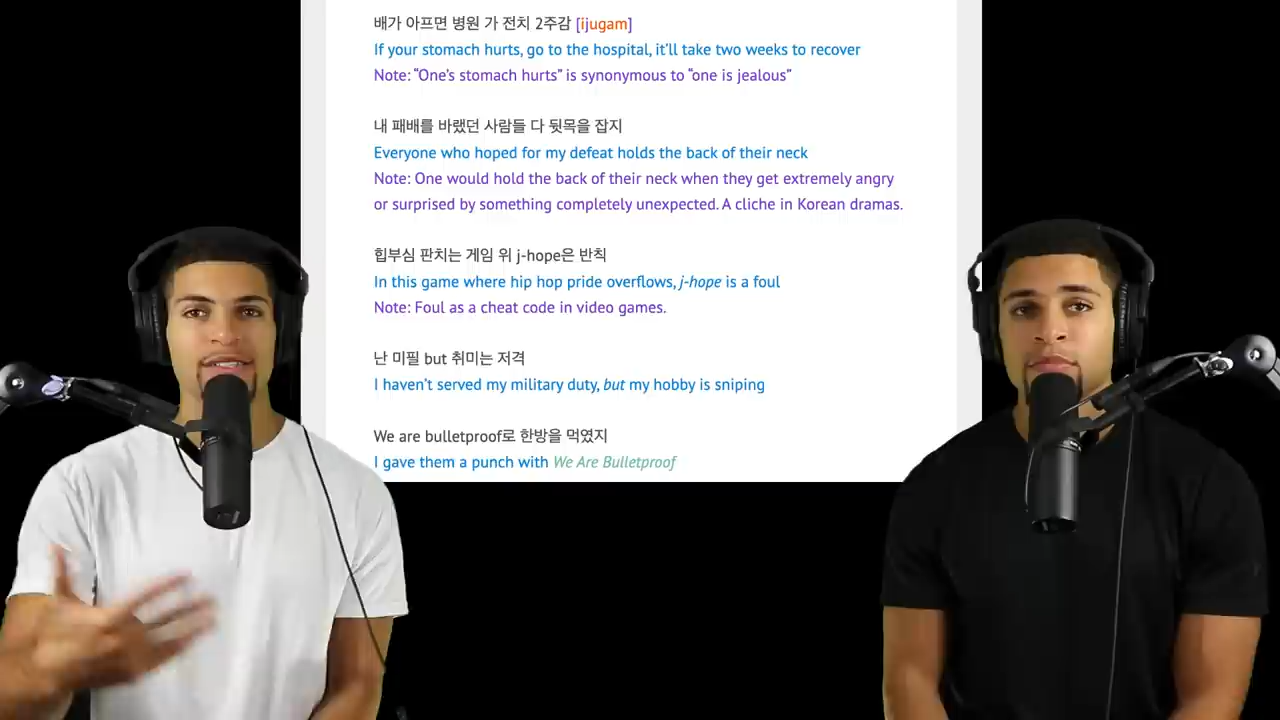 배가 아프면 병원 가 전치 2주감 [ijugam]
If your stomach hurts, go to the hospital, it'll take two weeks to recover
Note: “One's stomach hurts” is synonymous to “one is jealous”
내 패배를 바랬던 사람들 다 뒷목을 잡지
Everyone who hoped for my defeat holds the back of their neck
Note: One would hold the back of their neck when they get extremely angry
or surprised by something completely unexpected. A cliche in Korean dramas.
힙부심 판치는 게임 위 j-hope은 반칙
In this game where hip hop pride overflows, j-hope is a foul
Note: Foul as a cheat code in video games.
난 미필 but 취미는 저격
I haven't served my military duty, but my hobby is sniping
We are bulletproof로 한방을 먹였지
I gave them a punch with We Are Bulletproof